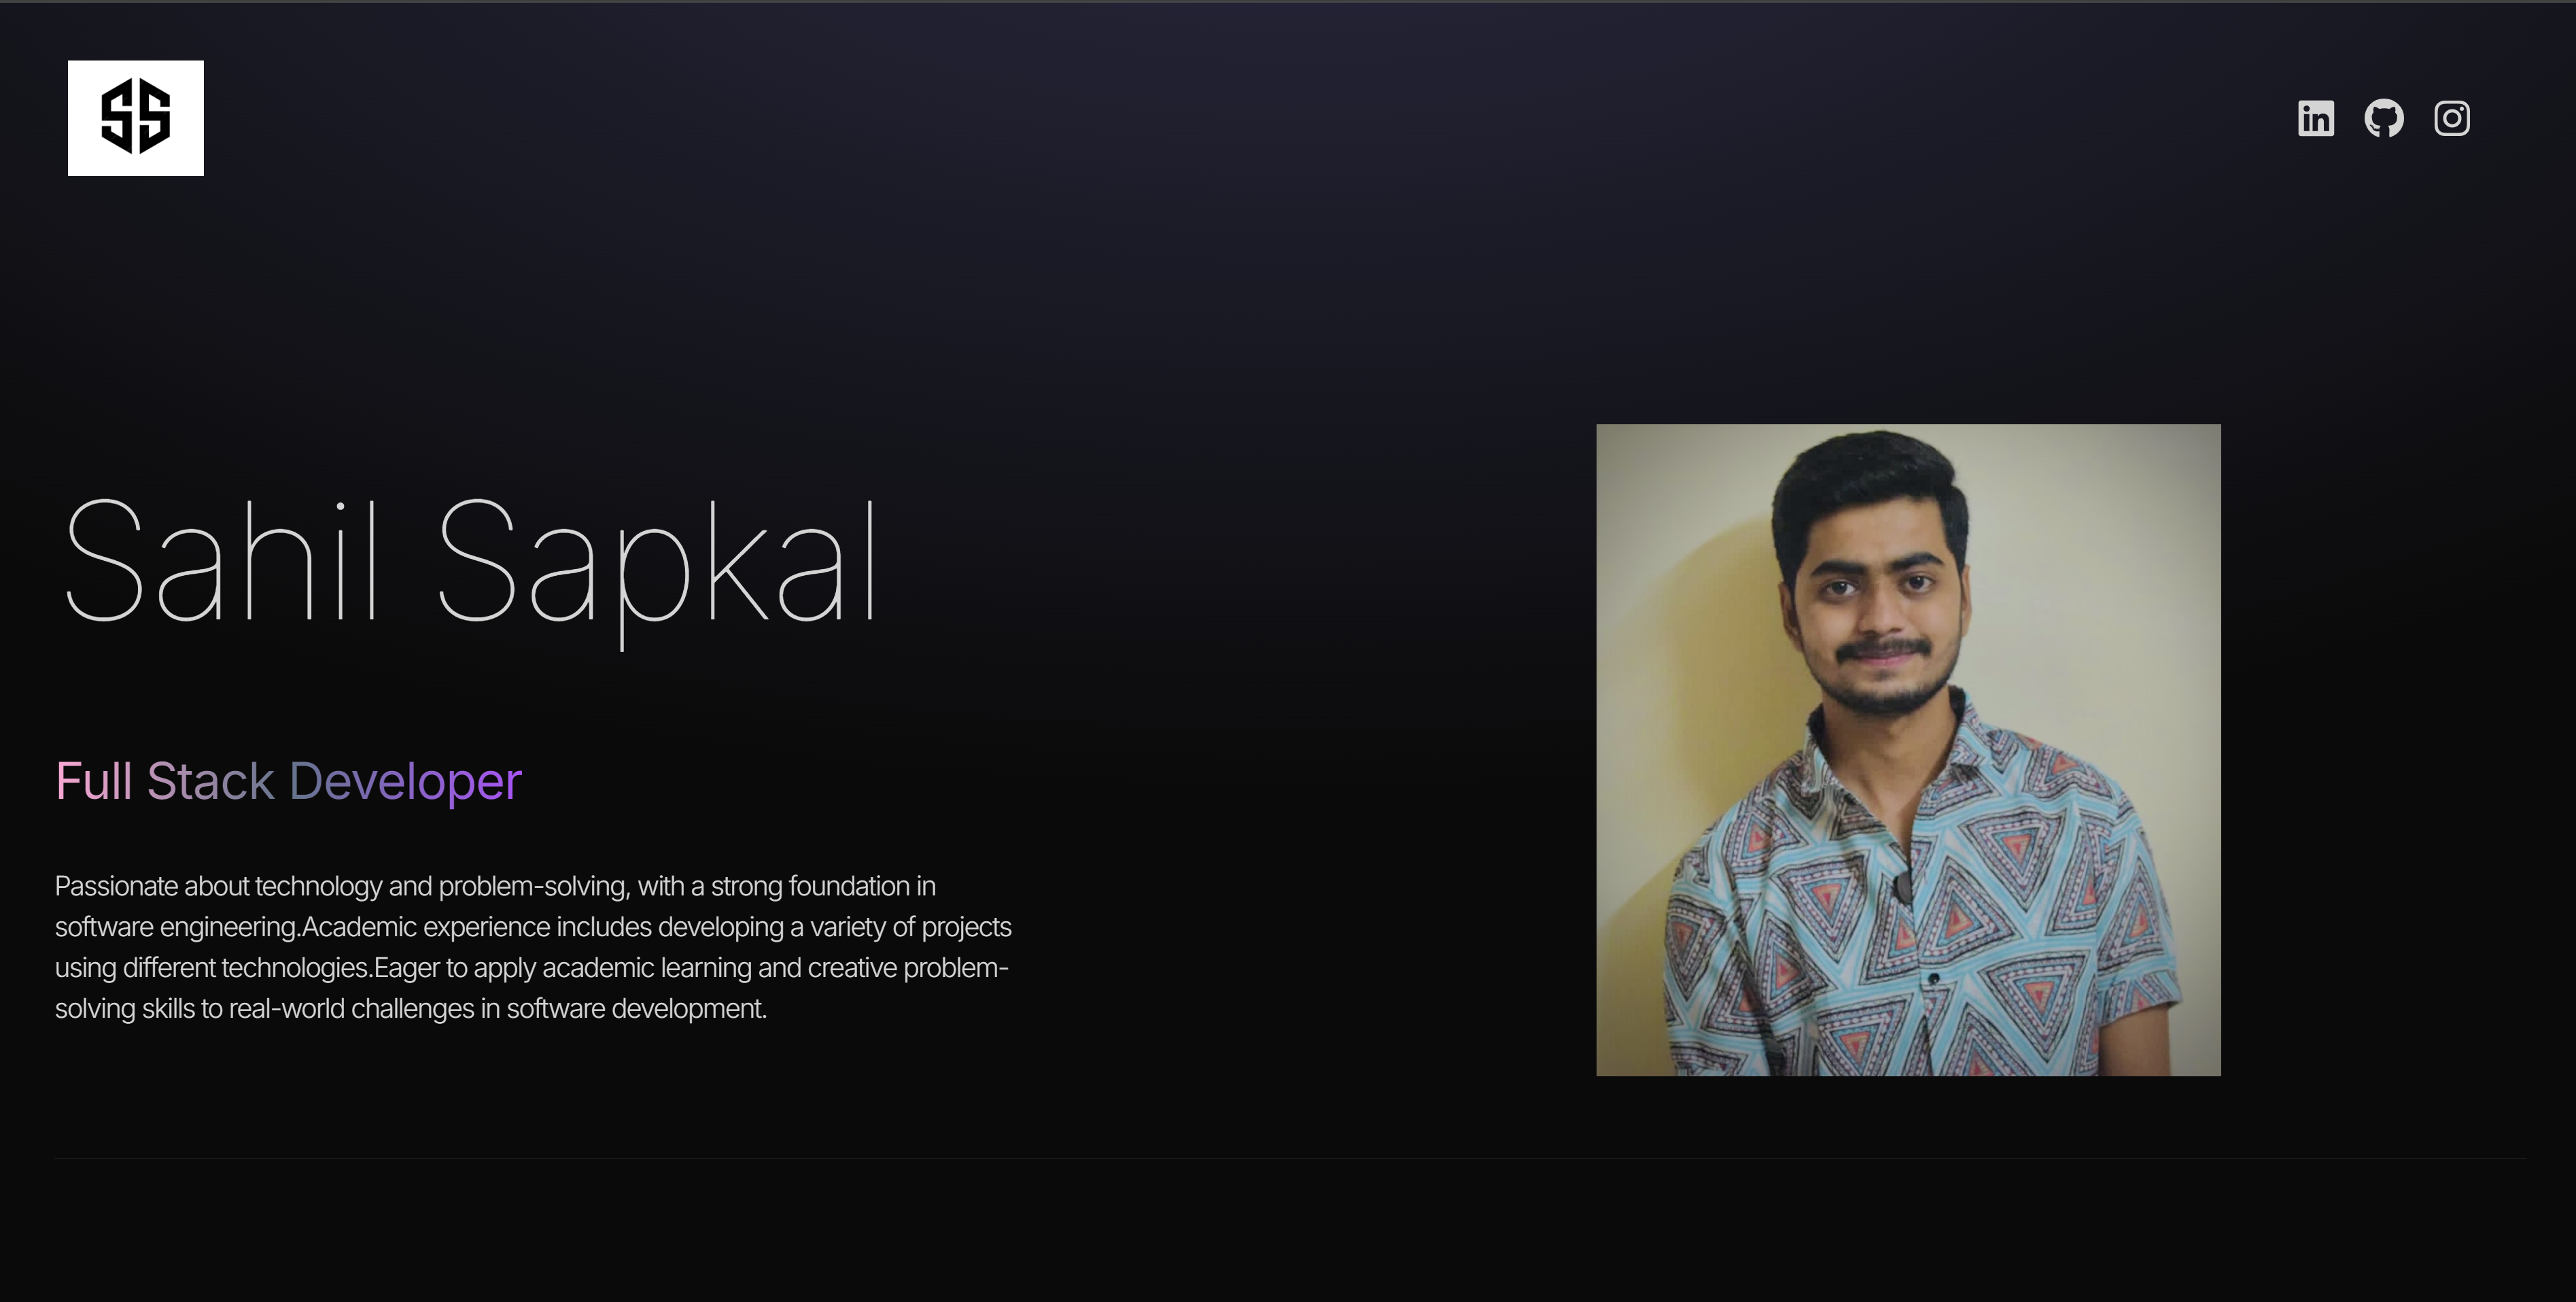 SS
Sahil Sapkal
Full Stack Developer
Passionate about technology and problem-solving, with a strong foundation in
software engineering.Academic experience includes developing a variety of projects
using different technologies.Eager to apply academic learning and creative problem-
solving skills to real-world challenges in software development.